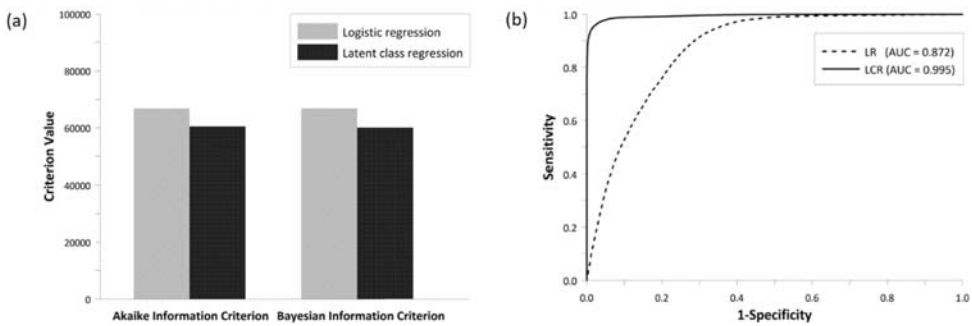 (a)
100000
80000
60000
40000
20000
0
Criterion Value
Logistic regression
Latent class regression
Akaike Information Criterion
Bayesian Information Criterion
(b)
1.0
0.8
0.6
0.4
0.2
0.0
Sensitivity
LR (AUC = 0.872)
LCR (AUC = 0.995)
0.0 0.2 0.4 0.6 0.8 1.0
1-Specificity